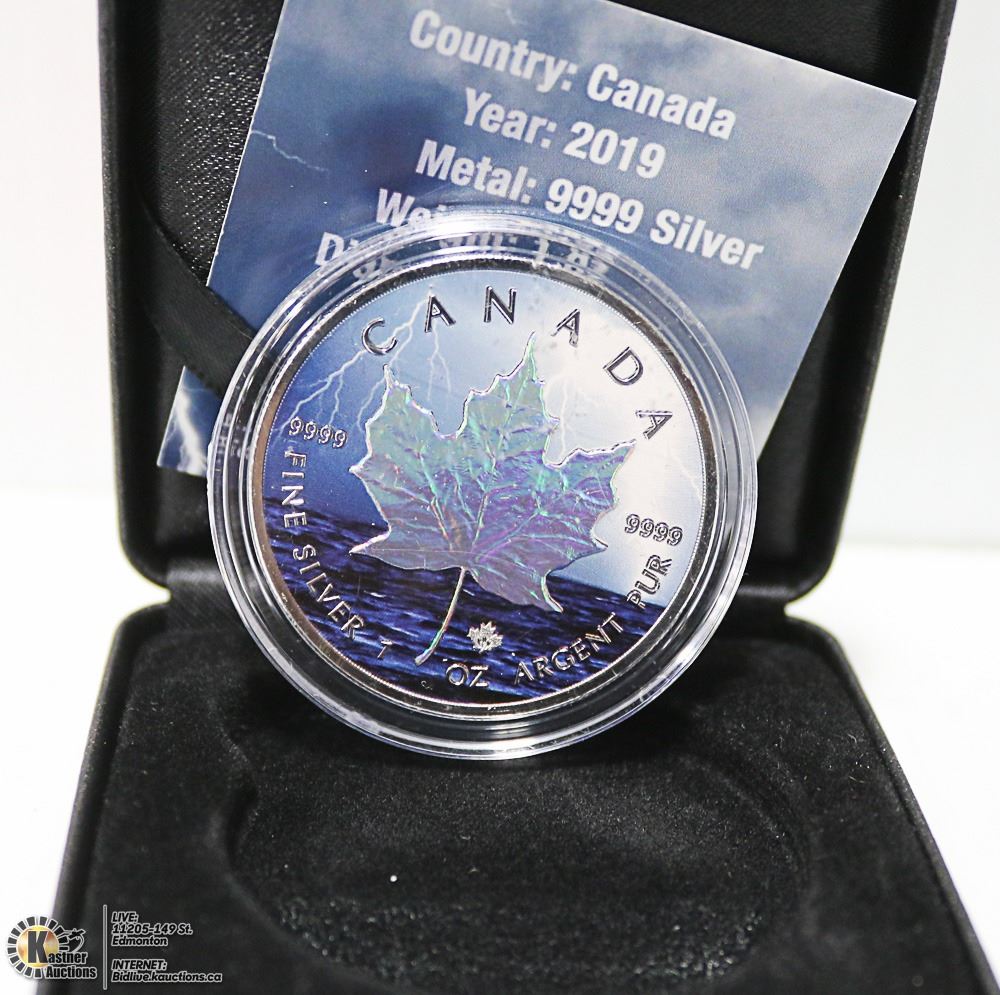 Country: Canada
Year: 2019
Metal: 9999 Silver
CANADA
9999
9999
FINE SILVER 1 OZ ARGENT PUR
Kastner
Auctions
LIVE:
11205-149 St.
Edmonton
INTERNET:
Bidlive.kauctions.ca